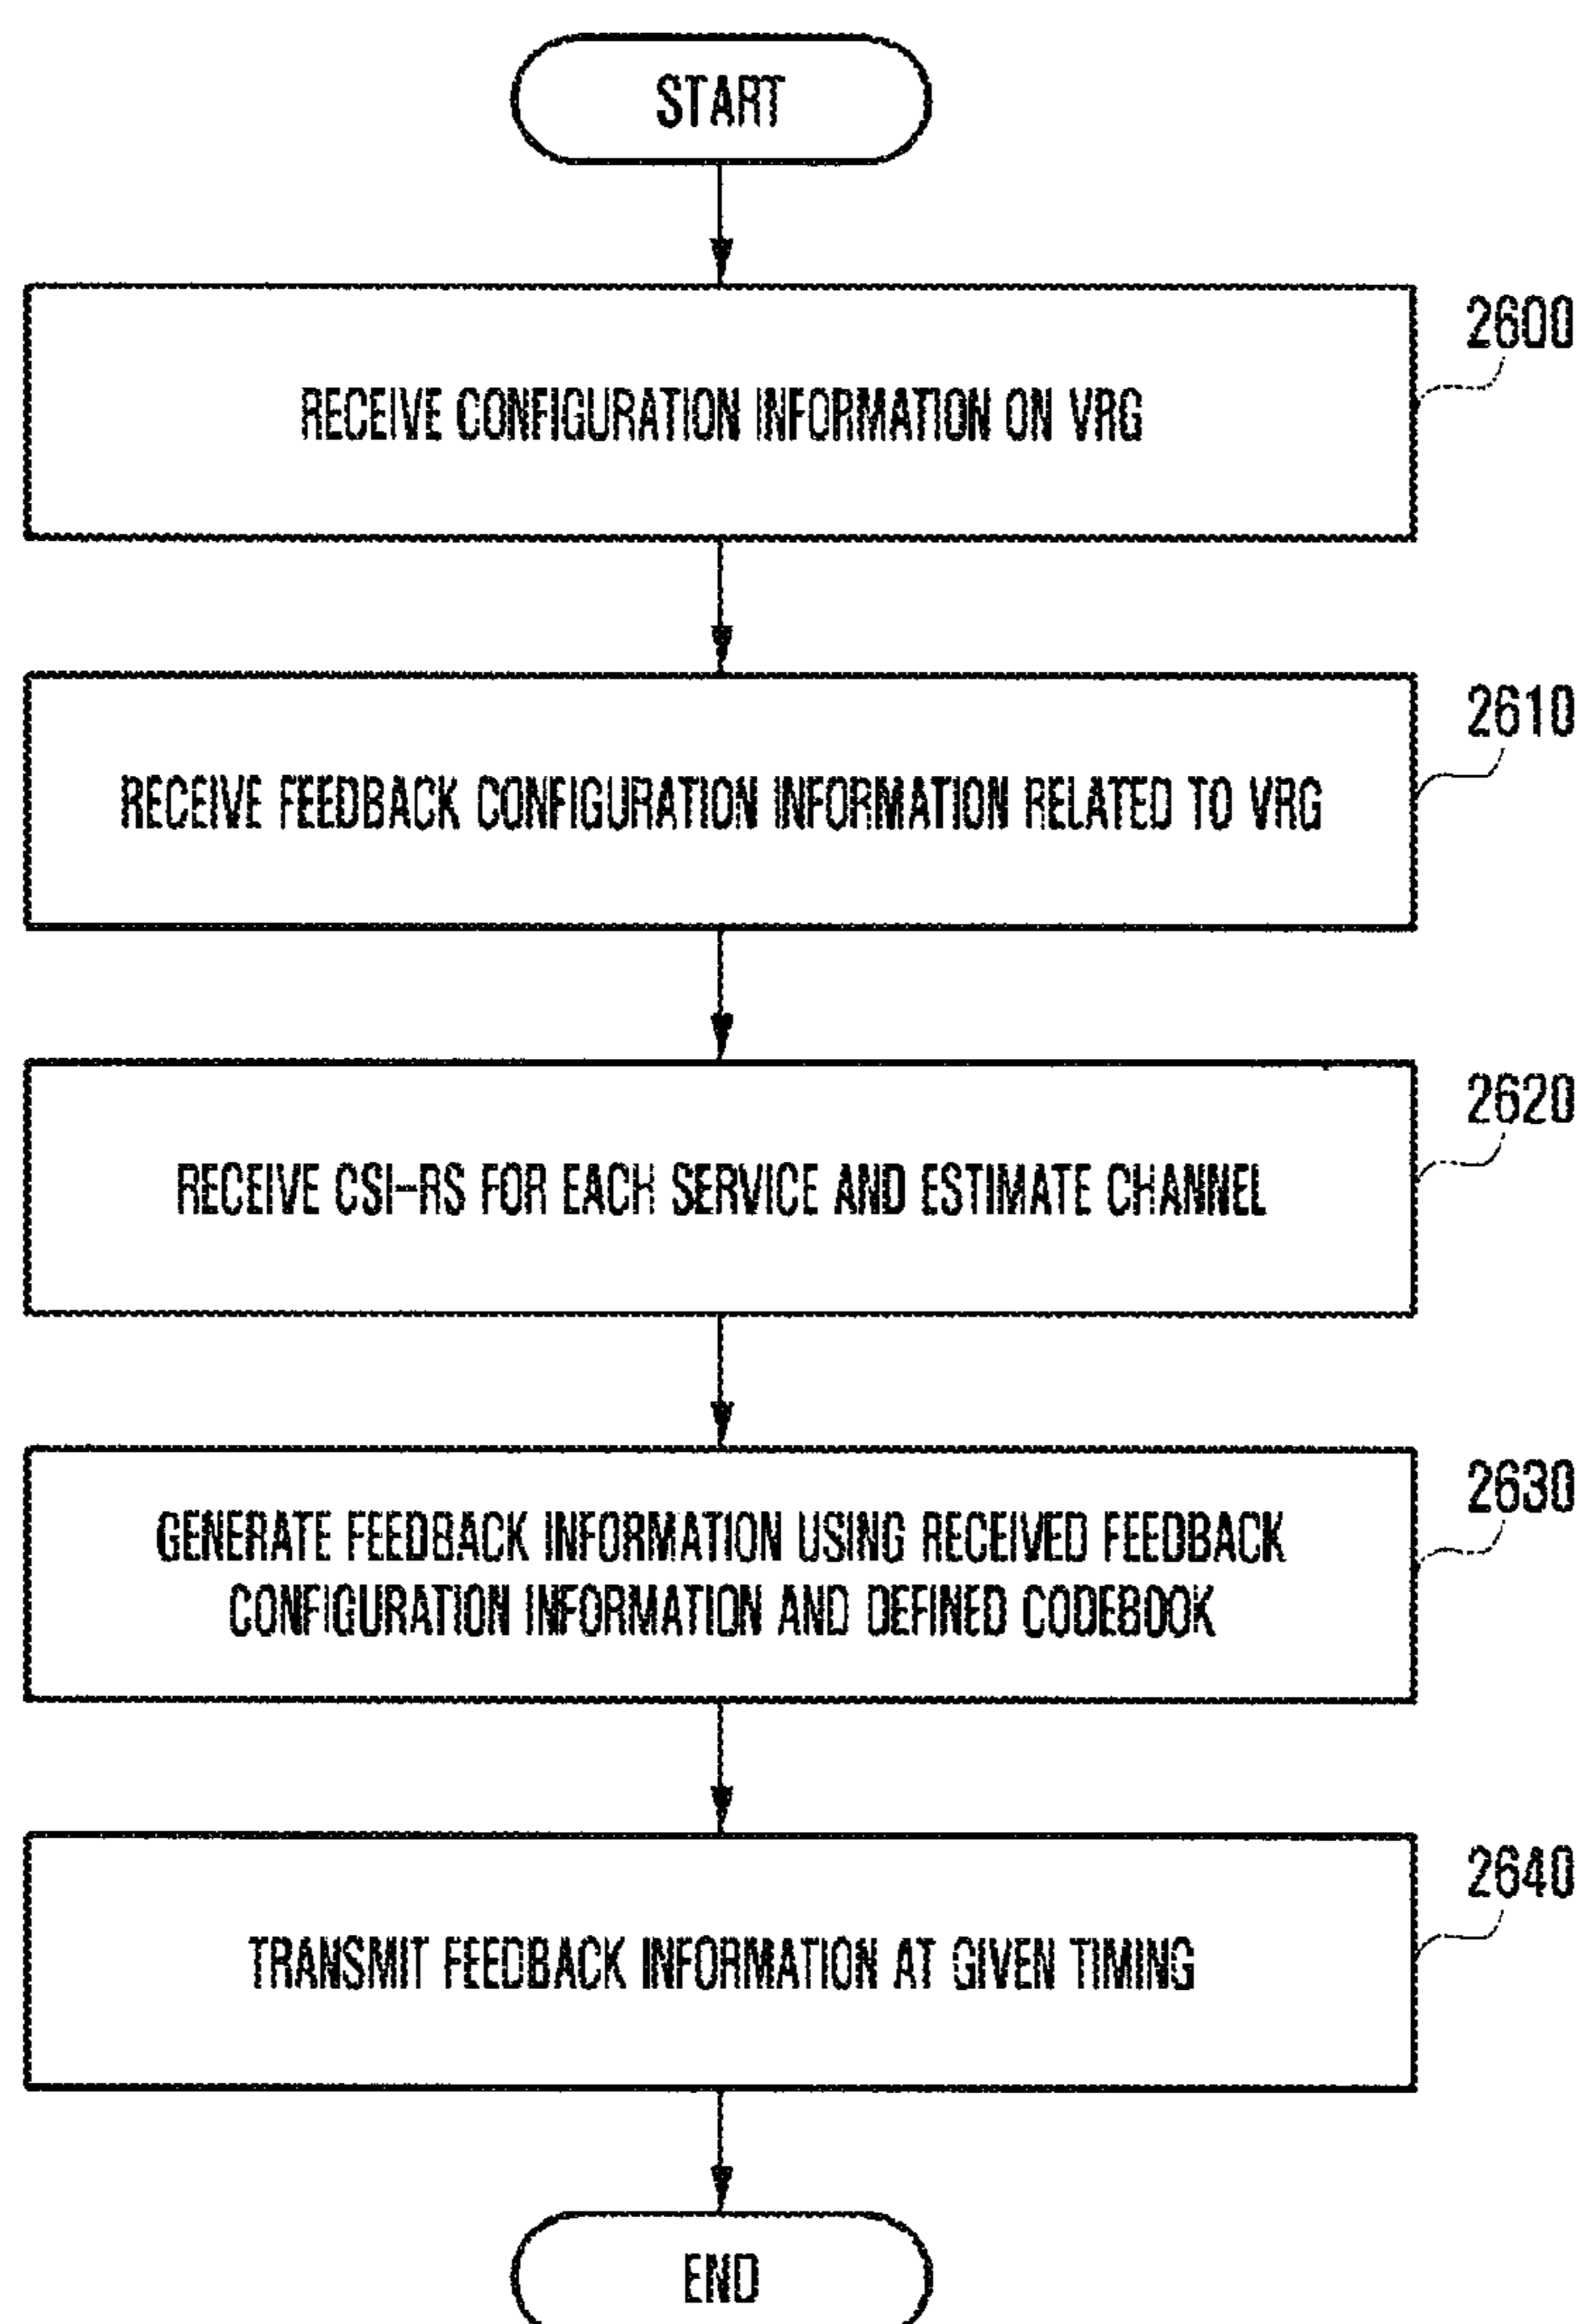 START
2600
RECEIVE CONFIGURATION INFORMATION ON VRG
2610
RECEIVE FEEDBACK CONFIGURATION INFORMATION RELATED TO VRG
2620
RECEIVE CSI-RS FOR EACH SERVICE AND ESTIMATE CHANNEL
2630
GENERATE FEEDBACK INFORMATION USING RECEIVED FEEDBACK
CONFIGURATION INFORMATION AND DEFINED CODEBOOK
2640
TRANSMIT FEEDBACK INFORMATION AT GIVEN TIMING
END